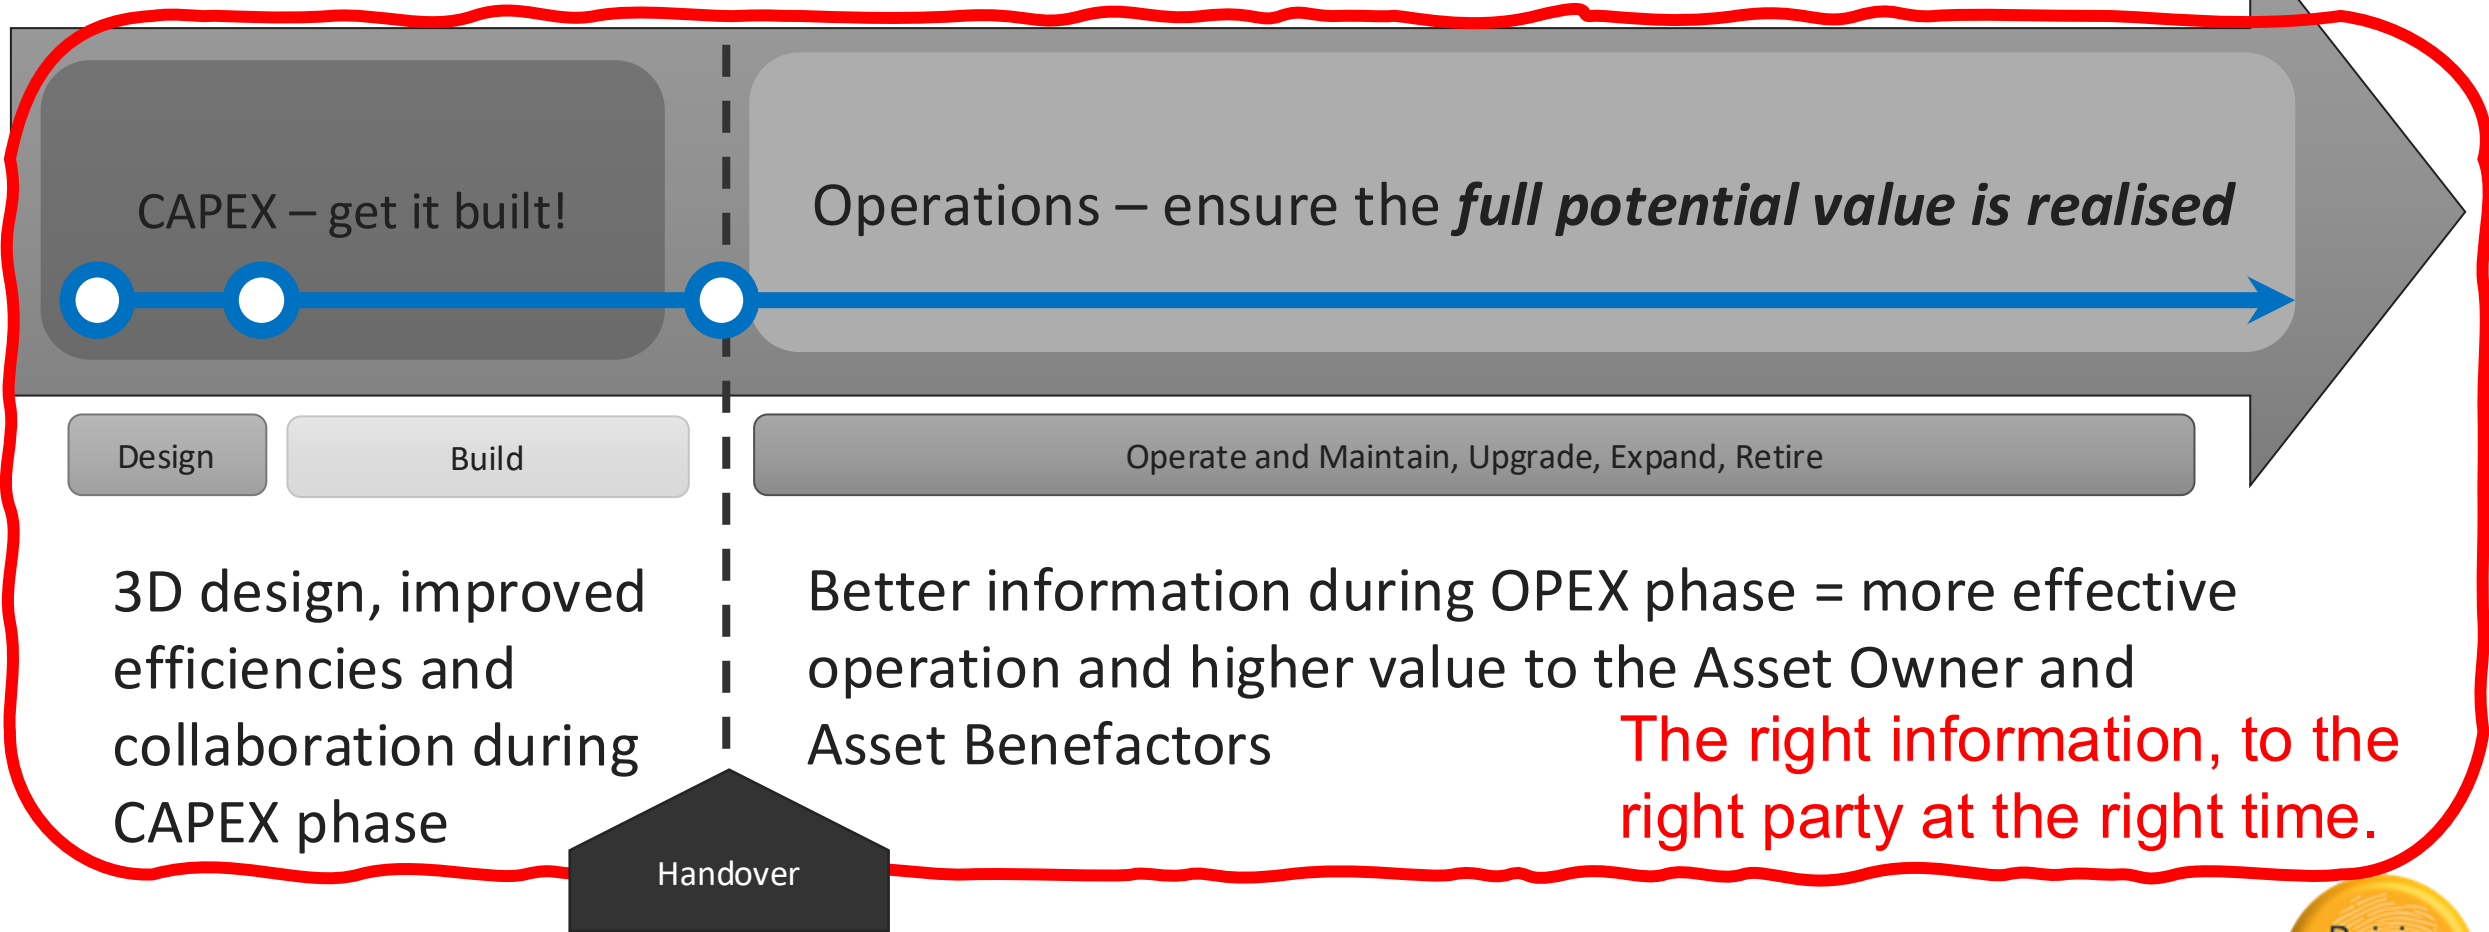 CAPEX – get it built!
Operations – ensure the full potential value is realised
Design
Build
Operate and Maintain, Upgrade, Expand, Retire
3D design, improved
efficiencies and
collaboration during
CAPEX phase
Better information during OPEX phase = more effective
operation and higher value to the Asset Owner and
Asset Benefactors
The right information, to the
right party at the right time.
Handover